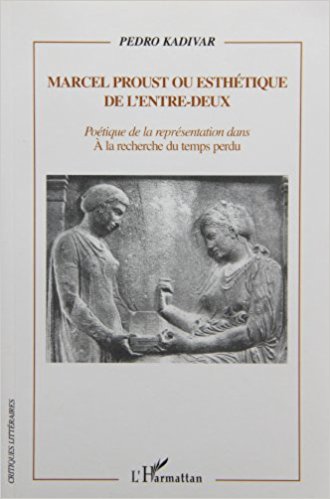 PEDRO KADIVAR
MARCEL PROUST OU ESTHÉTIQUE
DE L'ENTRE-DEUX
Poétique de la représentation dans
À la recherche du temps perdu
CRITIQUES LITTÉRAIRES
L'Harmattan